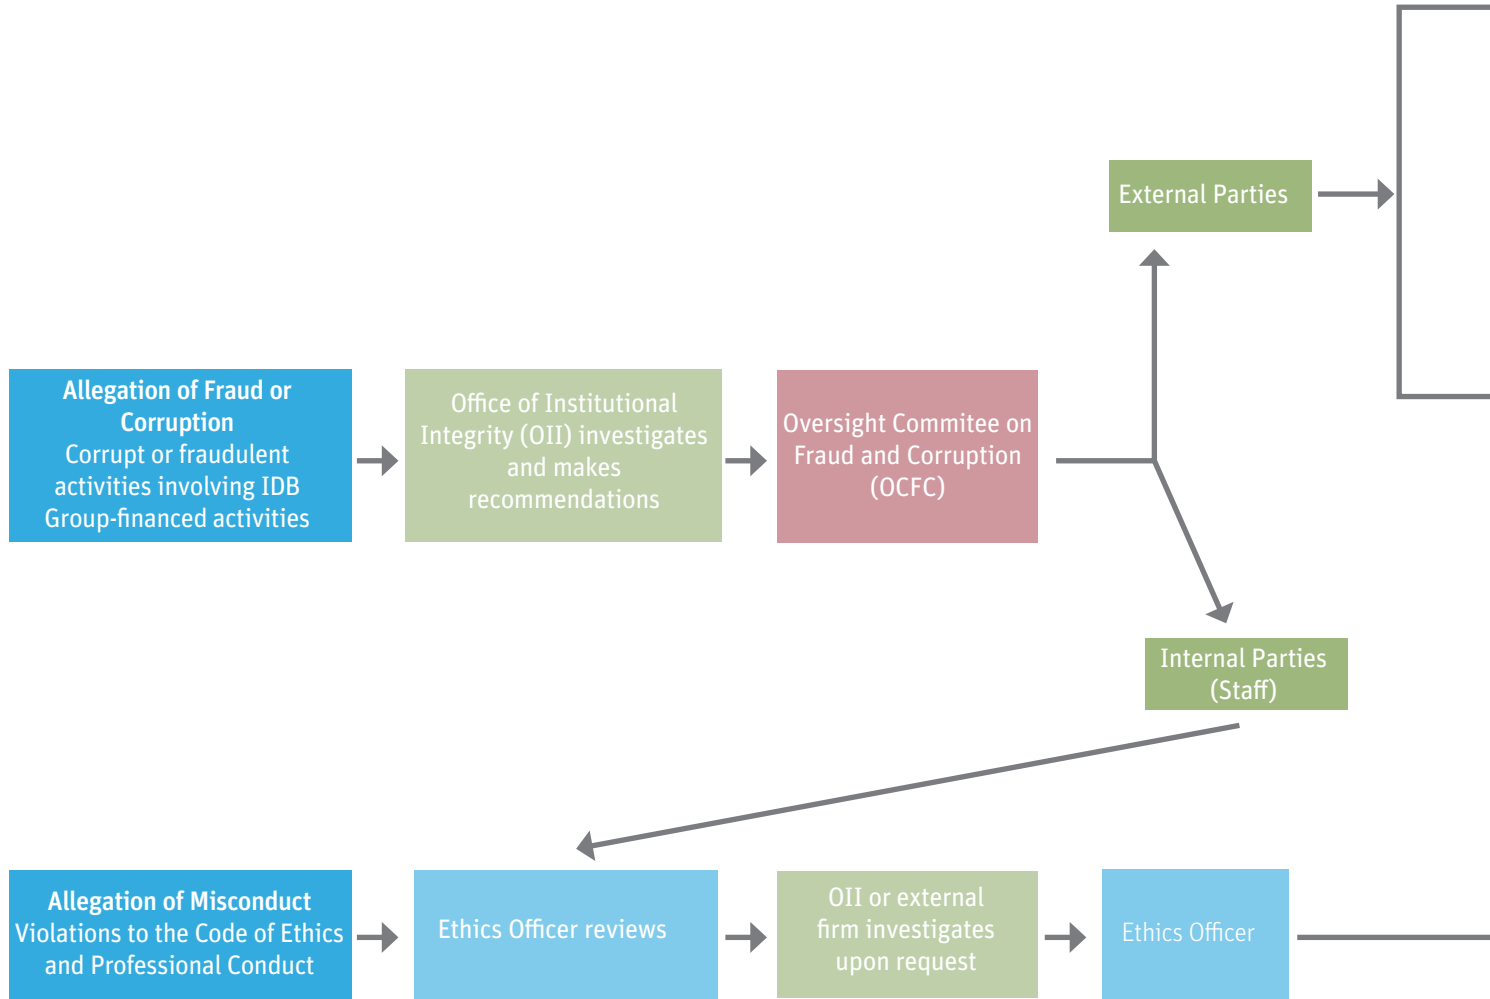 External Parties
Allegation of Fraud or
Corruption
Corrupt or fraudulent
activities involving IDB
Group-financed activities
Office of Institutional
Integrity (OII) investigates
and makes
recommendations
Oversight Commitee on
Fraud and Corruption
(OCFC)
Internal Parties
(Staff)
Allegation of Misconduct
Violations to the Code of Ethics
and Professional Conduct
Ethics Officer reviews
OII or external
firm investigates
upon request
Ethics Officer